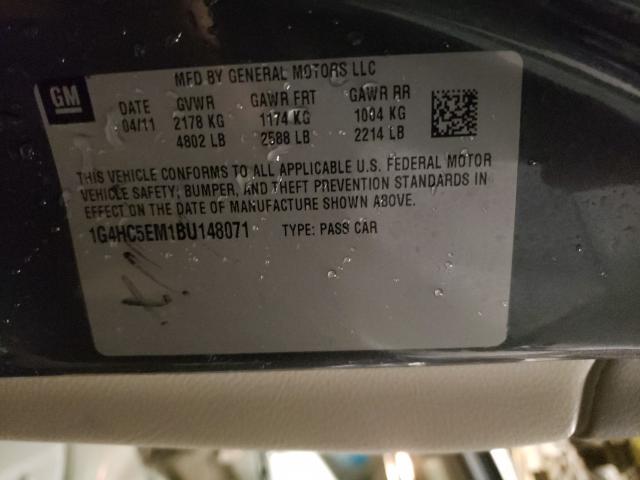 GM
MFD BY GENERAL MOTORS LLC
DATE GVWR GAWR FRT GAWR RR
04/11 2178 KG 1174 KG 1004 KG
4802 LB 2588 LB 2214 LB
THIS VEHICLE CONFORMS TO ALL APPLICABLE U.S. FEDERAL MOTOR
VEHICLE SAFETY, BUMPER, AND THEFT PREVENTION STANDARDS IN
EFFECT ON THE DATE OF MANUFACTURE SHOWN ABOVE.
1G4HC5EM1BU148071 TYPE: PASS CAR